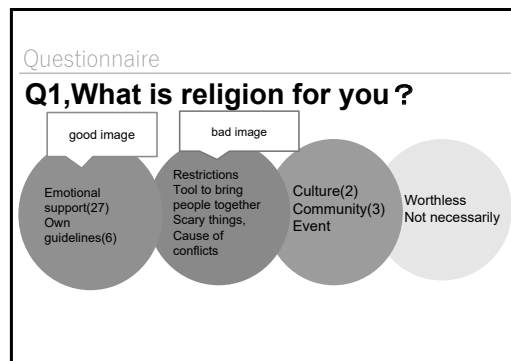 Questionnaire
Q1,What is religion for you？
good image
bad image
Emotional
support(27)
Own
guidelines(6)
Restrictions
Tool to bring
people together
Scary things,
Cause of
conflicts
Culture(2)
Community(3)
Event
Worthless
Not necessarily